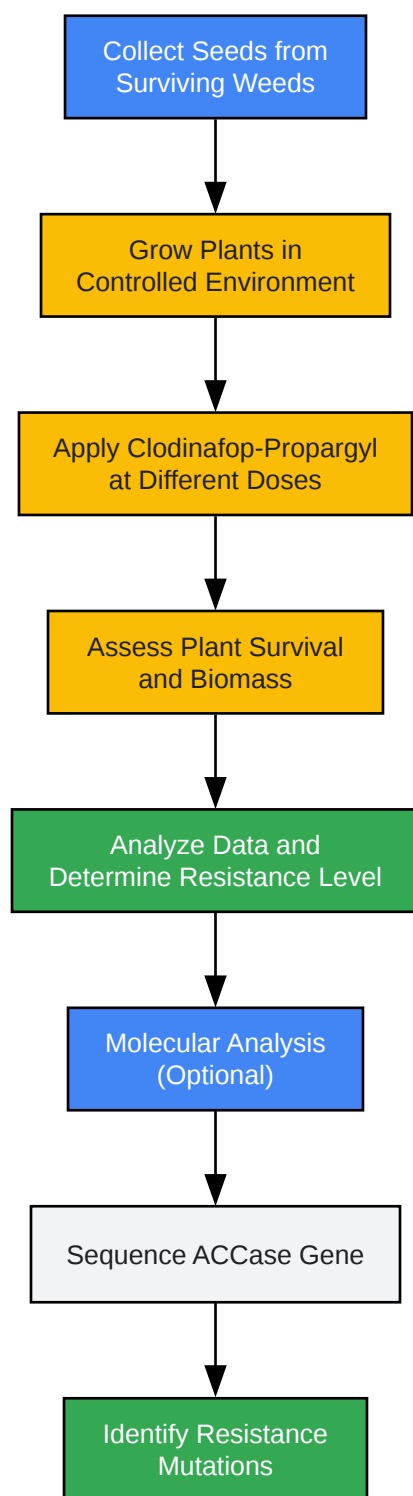 Collect Seeds from
Surviving Weeds
Grow Plants in
Controlled Environment
Apply Clodinafop-Propargyl
at Different Doses
Assess Plant Survival
and Biomass
Analyze Data and
Determine Resistance Level
Molecular Analysis
(Optional)
Sequence ACCase Gene
Identify Resistance
Mutations